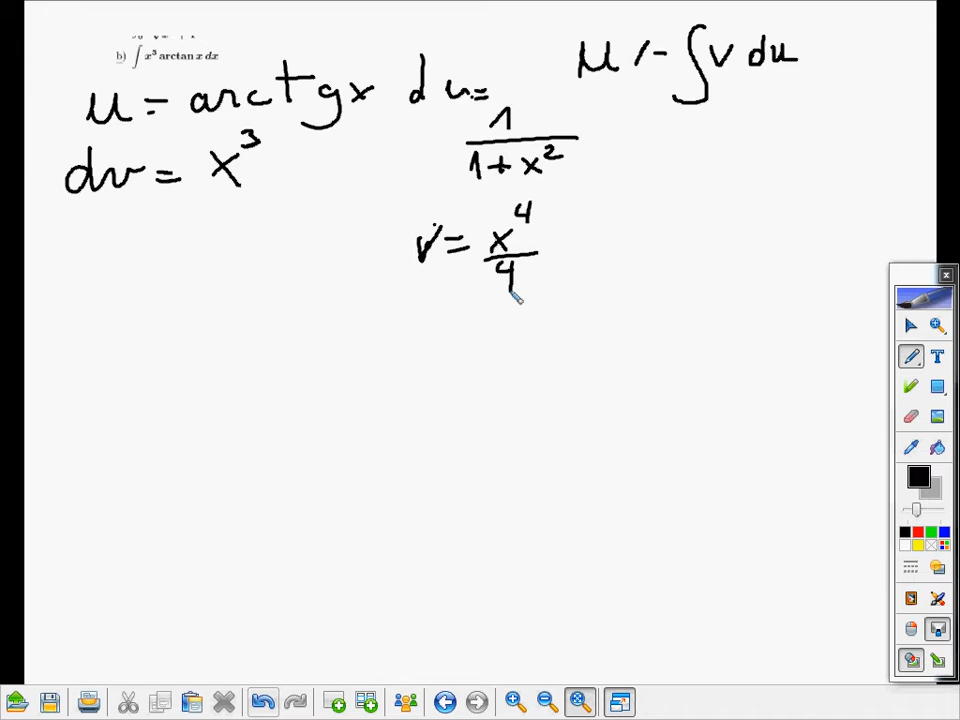 b) ∫ x³ arctan x dx
u = arctgx
du =
1
1 + x²
dv = x³
v = x⁴
4
u v - ∫ v du
T